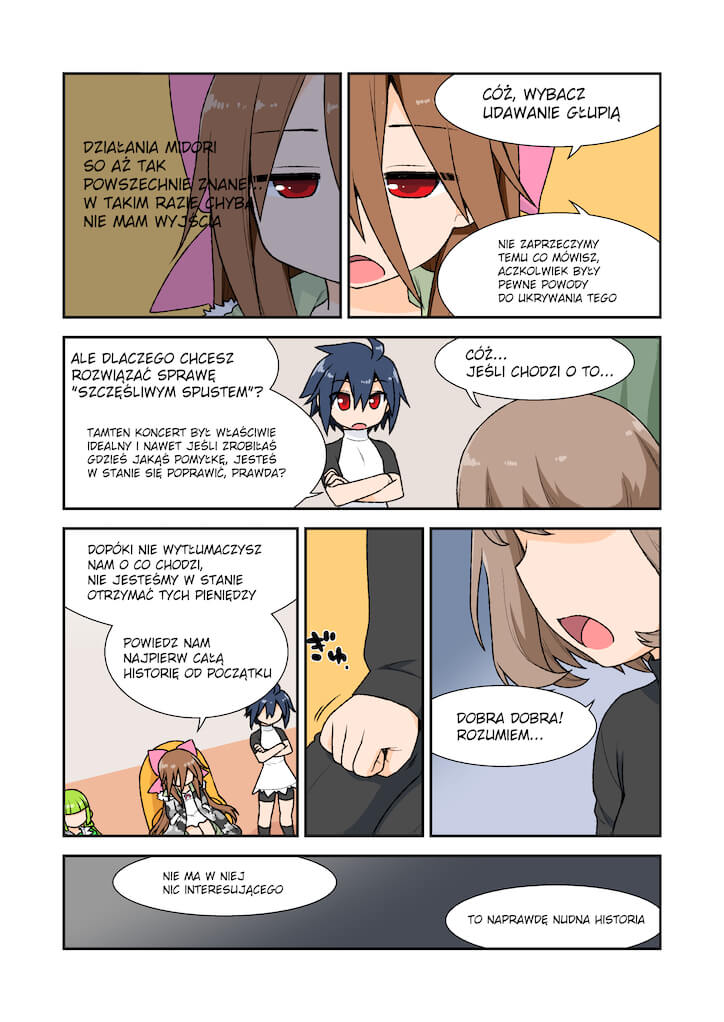 DZIAŁANIA MIDORI
SO AŻ TAK
POWSZECHNIE ZNANE...
W TAKIM RAZIE CHYBA
NIE MAM WYJŚCIA
CÓŻ, WYBACZ
UDAWANIE GŁUPIĄ
NIE ZAPRZECZYMY
TEMU CO MÓWISZ,
ACZKOLWIEK BYŁY
PEWNE POWODY
DO UKRYWANIA TEGO
ALE DLACZEGO CHCESZ
ROZWIĄZAĆ SPRAWĘ
"SZCZĘŚLIWYM SPUSTEM"?
TAMTEN KONCERT BYŁ WŁAŚCIWIE
IDEALNY I NAWET JEŚLI ZROBIŁAŚ
GDZIEŚ JAKĄŚ POMYŁKĘ, JESTEŚ
W STANIE SIĘ POPRAWIĆ, PRAWDA?
CÓŻ...
JEŚLI CHODZI O TO...
DOPÓKI NIE WYTŁUMACZYSZ
NAM O CO CHODZI,
NIE JESTEŚMY W STANIE
OTRZYMAĆ TYCH PIENIĘDZY
POWIEDZ NAM
NAJPIERW CAŁĄ
HISTORIĘ OD POCZĄTKU
ぎゅ
DOBRA DOBRA!
ROZUMIEM...
NIE MA W NIEJ
NIC INTERESUJĄCEGO
TO NAPRAWDĘ NUDNA HISTORIA